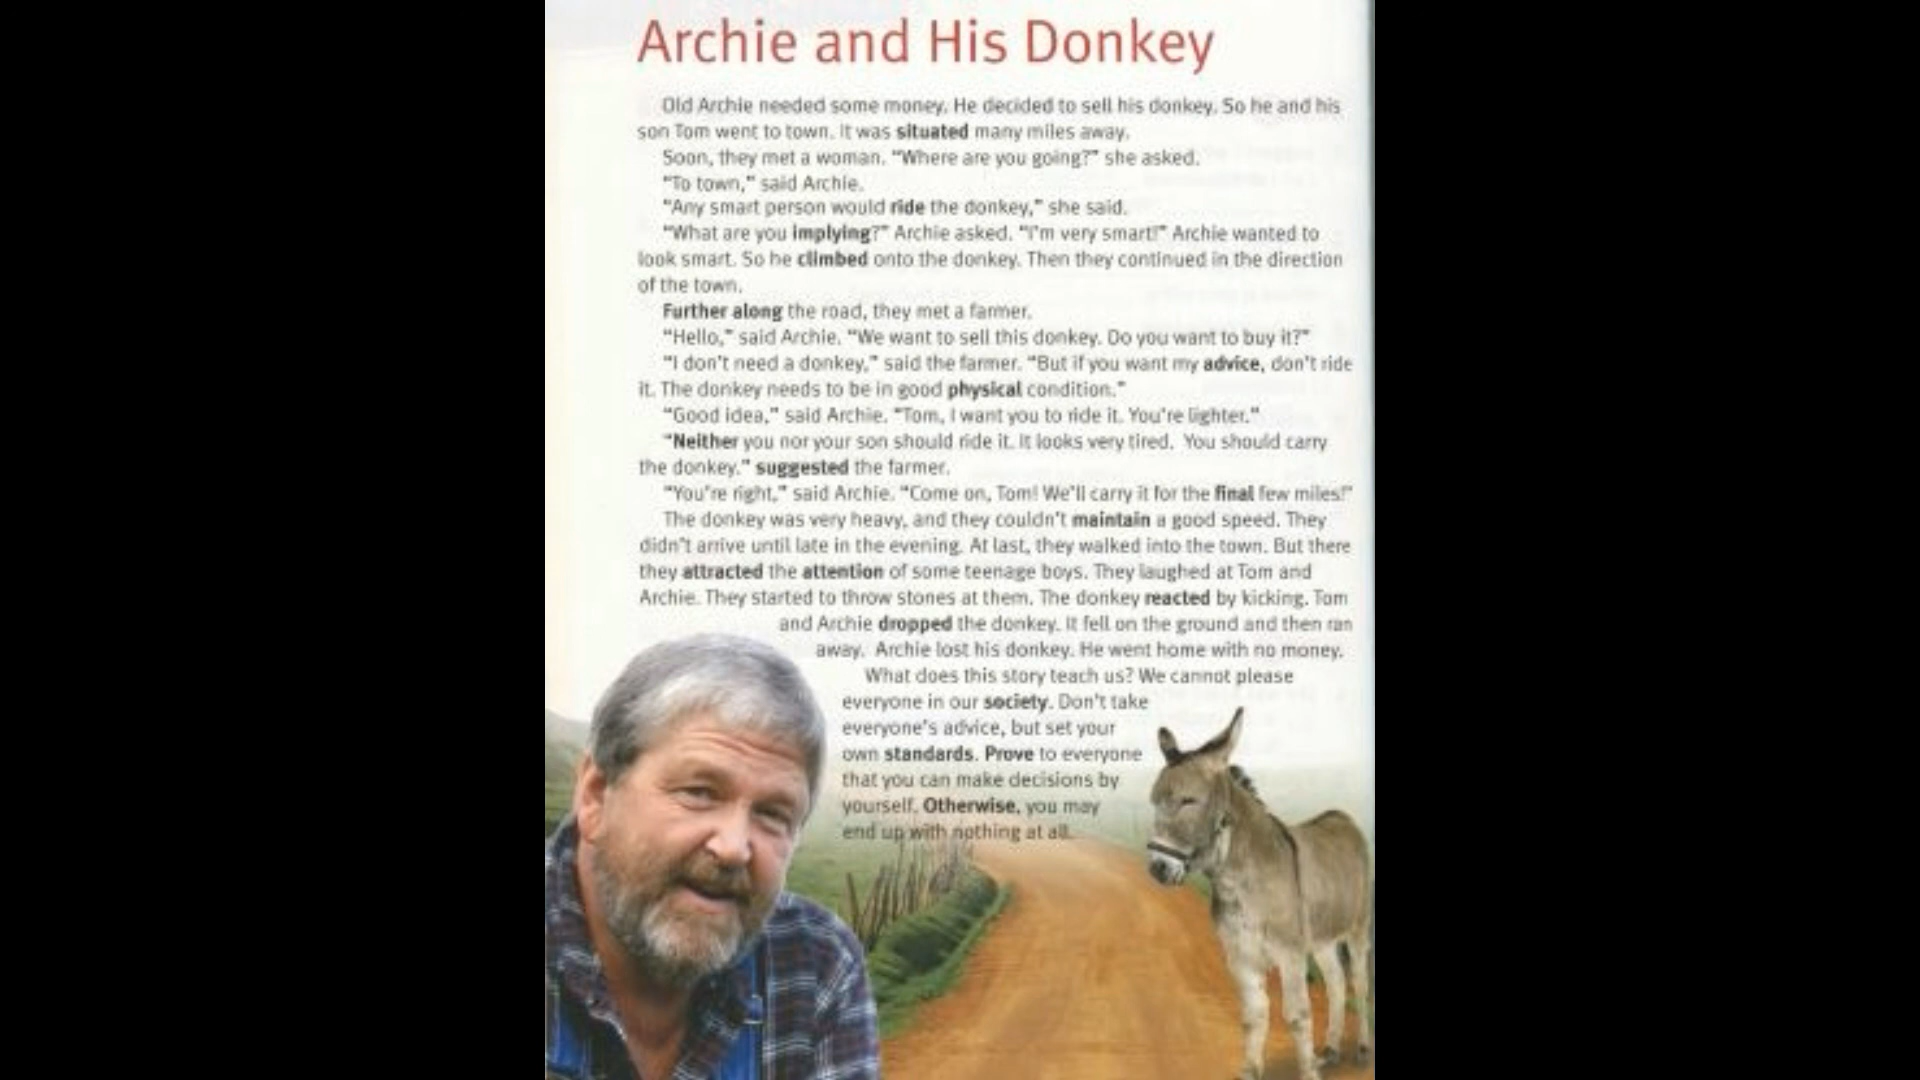 Archie and His Donkey
Old Archie needed some money. He decided to sell his donkey. So he and his
son Tom went to town. It was situated many miles away.
Soon, they met a woman. "Where are you going?" she asked.
"To town," said Archie.
"Any smart person would ride the donkey," she said.
"What are you implying?" Archie asked. "I'm very smart!" Archie wanted to
look smart. So he climbed onto the donkey. Then they continued in the direction
of the town.
Further along the road, they met a farmer.
"Hello," said Archie. "We want to sell this donkey. Do you want to buy it?"
"I don't need a donkey," said the farmer. "But if you want my advice, don't ride
it. The donkey needs to be in good physical condition."
"Good idea," said Archie. "Tom, I want you to ride it. You're lighter."
"Neither you nor your son should ride it. It looks very tired. You should carry
the donkey." suggested the farmer.
"You're right," said Archie. "Come on, Tom! We'll carry it for the final few miles!"
The donkey was very heavy, and they couldn't maintain a good speed. They
didn't arrive until late in the evening. At last, they walked into the town. But there
they attracted the attention of some teenage boys. They laughed at Tom and
Archie. They started to throw stones at them. The donkey reacted by kicking. Tom
and Archie dropped the donkey. It fell on the ground and then ran
away. Archie lost his donkey. He went home with no money.
What does this story teach us? We cannot please
everyone in our society. Don't take
everyone's advice, but set your
own standards. Prove to everyone
that you can make decisions by
yourself. Otherwise, you may
end up with nothing at all.